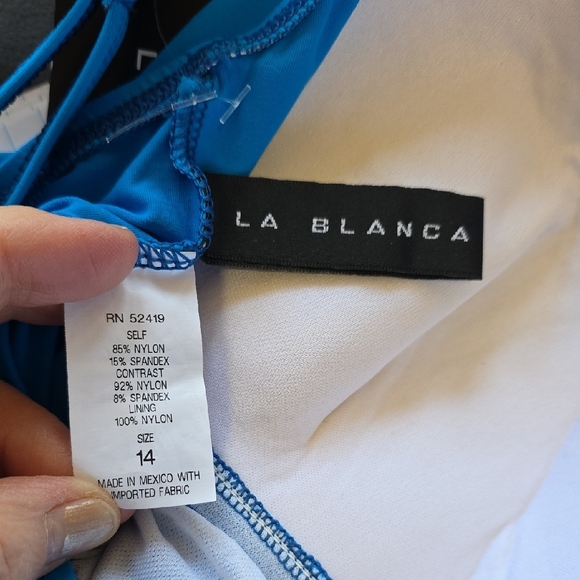 LA BLANCA
RN 52419
SELF
85% NYLON
15% SPANDEX
CONTRAST
92% NYLON
8% SPANDEX
LINING
100% NYLON
SIZE
14
MADE IN MEXICO WITH
IMPORTED FABRIC